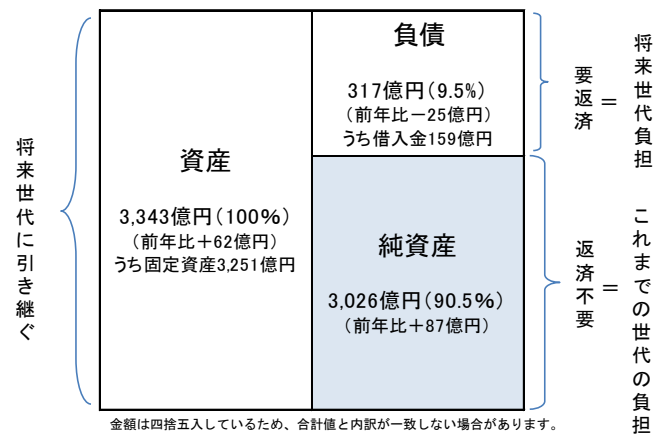 将来世代に引き継ぐ
資産
3,343億円(100%)
(前年比+62億円)
うち固定資産3,251億円
負債
317億円(9.5%)
(前年比-25億円)
うち借入金159億円
要返済
=
将来世代負担
純資産
3,026億円(90.5%)
(前年比+87億円)
返済不要
=
これまでの世代の負担
金額は四捨五入しているため、合計値と内訳が一致しない場合があります。